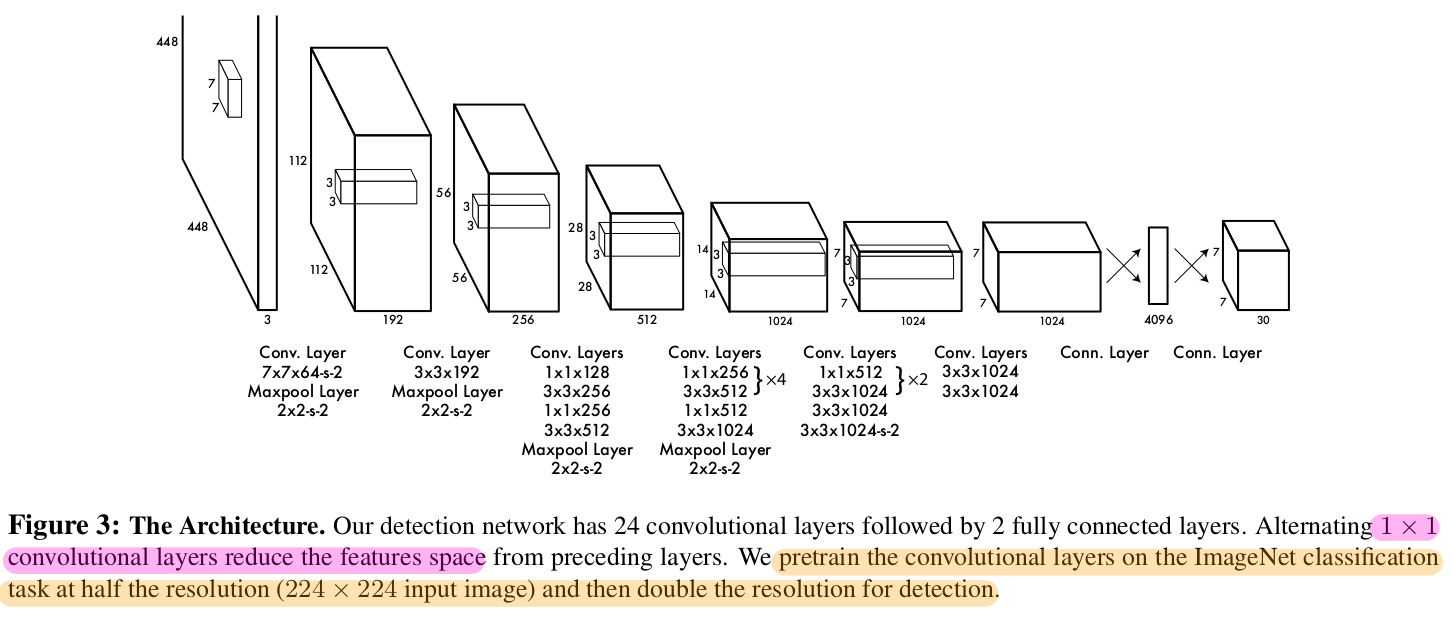 448
7
7
448
3
112
3
3
112
192
56
3
3
56
256
28
3
3
28
512
14
3
3
14
1024
7
3
3
7
1024
7
7
1024
4096
7
7
30
Conv. Layer
7x7x64-s-2
Maxpool Layer
2x2-s-2
Conv. Layer
3x3x192
Maxpool Layer
2x2-s-2
Conv. Layers
1x1x128
3x3x256
1x1x256
3x3x512
Maxpool Layer
2x2-s-2
Conv. Layers
1x1x256
3x3x512 } ×4
1x1x512
3x3x1024
Maxpool Layer
2x2-s-2
Conv. Layers
1x1x512
3x3x1024 } ×2
3x3x1024
3x3x1024-s-2
Conv. Layers
3x3x1024
3x3x1024
Conn. Layer
Conn. Layer
Figure 3: The Architecture. Our detection network has 24 convolutional layers followed by 2 fully connected layers. Alternating 1 × 1
convolutional layers reduce the features space from preceding layers. We pretrain the convolutional layers on the ImageNet classification
task at half the resolution (224 × 224 input image) and then double the resolution for detection.